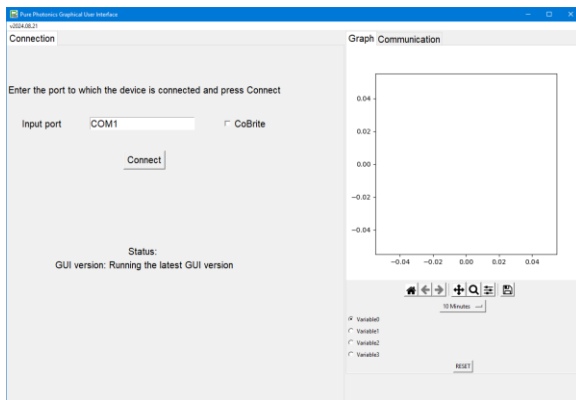 Pure Photonics Graphical User Interface
v2024.08.21
Connection
Enter the port to which the device is connected and press Connect
Input port COM1 CoBrite
Connect
Status:
GUI version: Running the latest GUI version
Graph Communication
0.04
0.02
0.00
−0.02
−0.04
−0.04 −0.02 0.00 0.02 0.04
10 Minutes
Variable0
Variable1
Variable2
Variable3
RESET